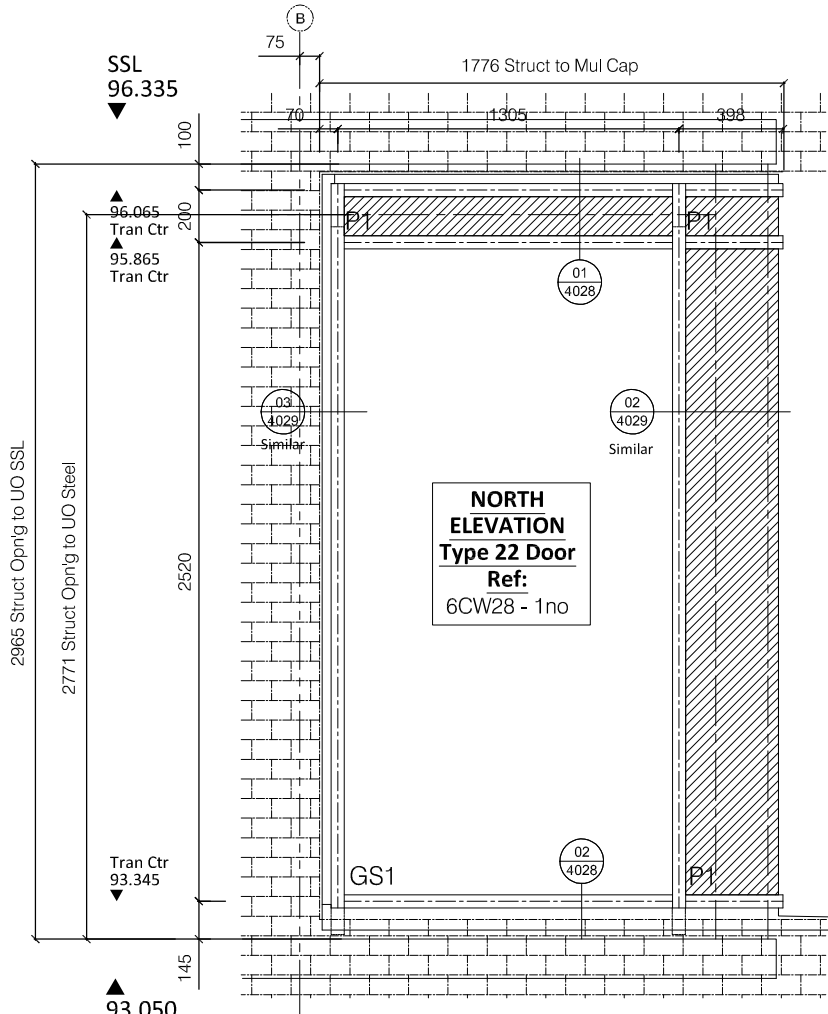 B
75
SSL
96.335
1776 Struct to Mul Cap
70
1305
398
100
96.065
Tran Ctr
200
P1
P1
95.865
Tran Ctr
01
4028
03
4029
Similar
02
4029
Similar
2965 Struct Opn'g to UO SSL
2771 Struct Opn'g to UO Steel
2520
NORTH
ELEVATION
Type 22 Door
Ref:
6CW28 - 1no
Tran Ctr
93.345
GS1
02
4028
P1
145
93.050